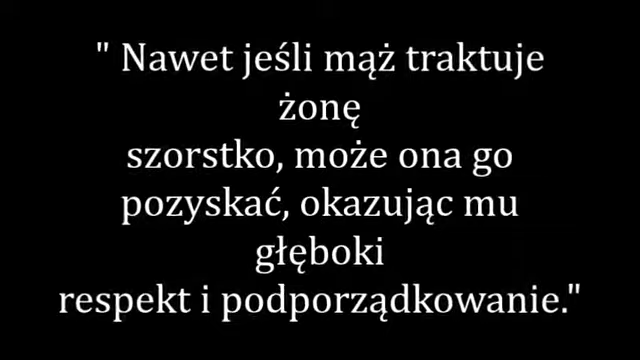 " Nawet jeśli mąż traktuje
żonę
szorstko, może ona go
pozyskać, okazując mu
głęboki
respekt i podporządkowanie."